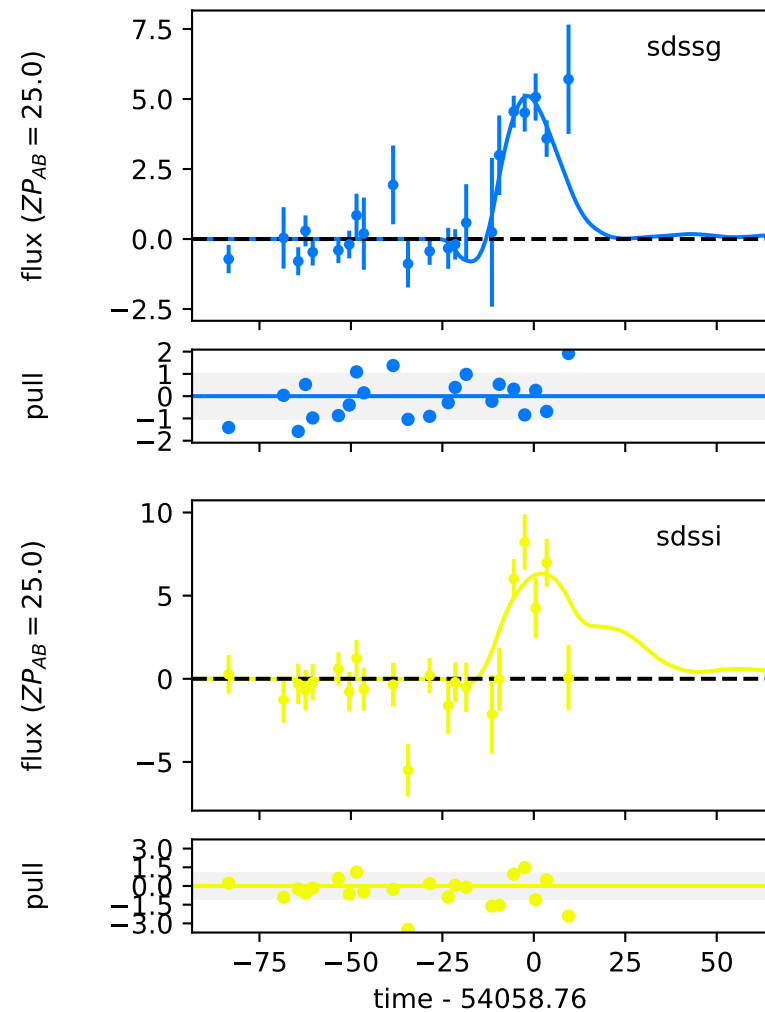 7.5
5.0
2.5
0.0
−2.5
flux (ZP_AB = 25.0)
sdssg
2
1
0
−1
−2
pull
10
5
0
−5
flux (ZP_AB = 25.0)
sdssi
3.0
1.5
0.0
−1.5
−3.0
pull
−75 −50 −25 0 25 50
time - 54058.76